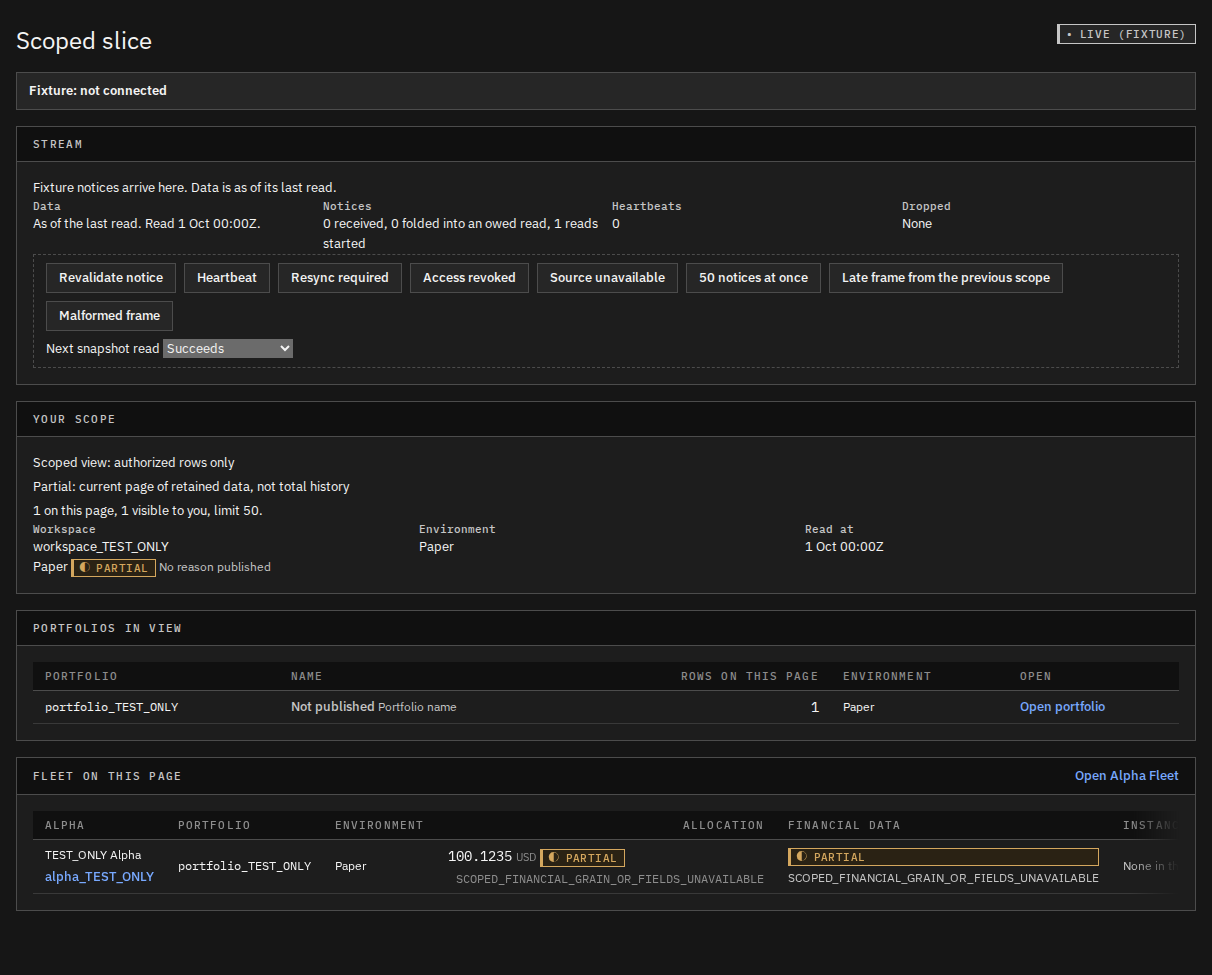 Scoped slice
• LIVE (FIXTURE)
Fixture: not connected
STREAM
Fixture notices arrive here. Data is as of its last read.
Data
As of the last read. Read 1 Oct 00:00Z.
Notices
0 received, 0 folded into an owed read, 1 reads
started
Heartbeats
0
Dropped
None
Revalidate notice
Heartbeat
Resync required
Access revoked
Source unavailable
50 notices at once
Late frame from the previous scope
Malformed frame
Next snapshot read Succeeds
YOUR SCOPE
Scoped view: authorized rows only
Partial: current page of retained data, not total history
1 on this page, 1 visible to you, limit 50.
Workspace
workspace_TEST_ONLY
Environment
Paper
Read at
1 Oct 00:00Z
Paper PARTIAL No reason published
PORTFOLIOS IN VIEW
PORTFOLIO NAME ROWS ON THIS PAGE ENVIRONMENT OPEN
portfolio_TEST_ONLY Not published Portfolio name 1 Paper Open portfolio
FLEET ON THIS PAGE
Open Alpha Fleet
ALPHA PORTFOLIO ENVIRONMENT ALLOCATION FINANCIAL DATA
TEST_ONLY Alpha
alpha_TEST_ONLY
portfolio_TEST_ONLY
Paper
100.1235 USD PARTIAL
SCOPED_FINANCIAL_GRAIN_OR_FIELDS_UNAVAILABLE
PARTIAL
SCOPED_FINANCIAL_GRAIN_OR_FIELDS_UNAVAILABLE
None in